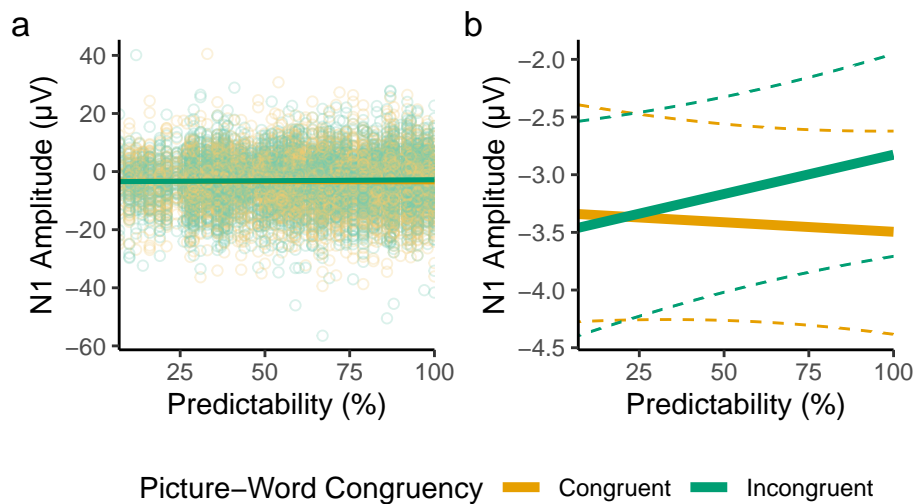 a
b
N1 Amplitude (µV)
40
20
0
−20
−40
−60
25
50
75
100
Predictability (%)
N1 Amplitude (µV)
−2.0
−2.5
−3.0
−3.5
−4.0
−4.5
25
50
75
100
Predictability (%)
Picture−Word Congruency
Congruent
Incongruent